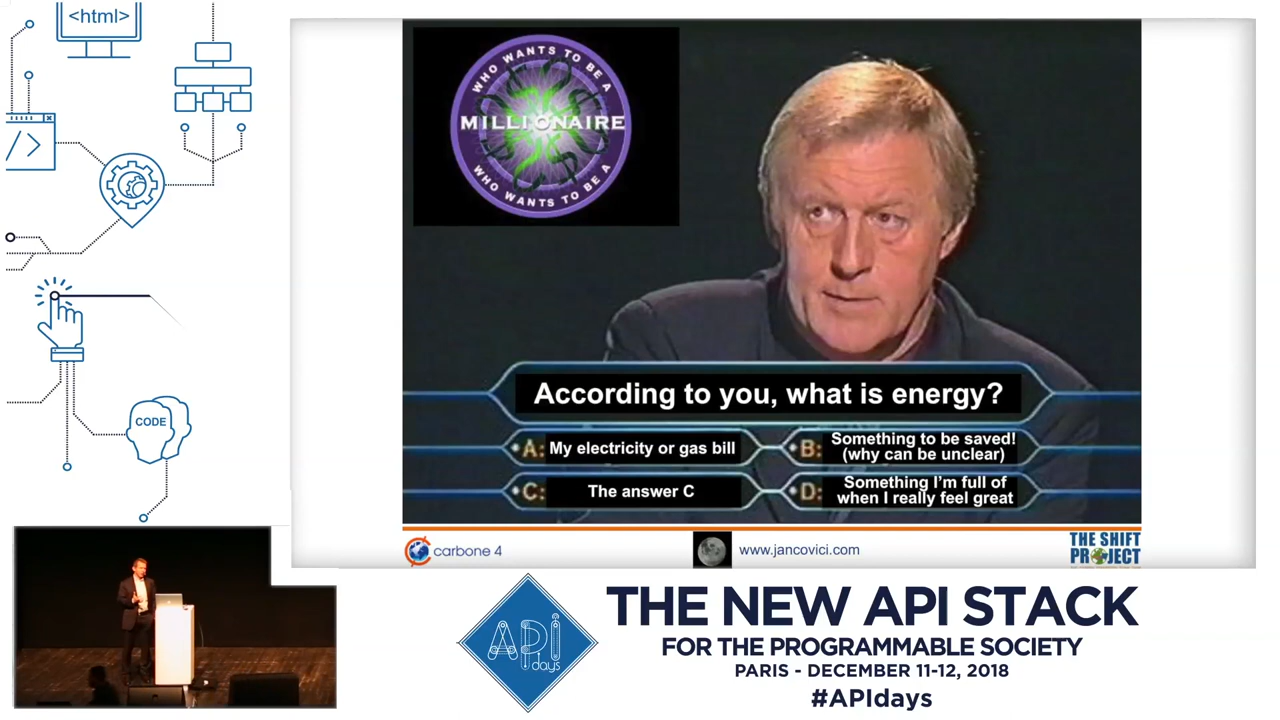 <html>
</>
CODE
WHO WANTS TO BE A
MILLIONAIRE
WHO WANTS TO BE A
According to you, what is energy?
A: My electricity or gas bill
B: Something to be saved!
(why can be unclear)
C: The answer C
D: Something I'm full of
when I really feel great
carbone 4
www.jancovici.com
THE SHIFT
PROJECT
API
days
THE NEW API STACK
FOR THE PROGRAMMABLE SOCIETY
PARIS - DECEMBER 11-12, 2018
#APIdays